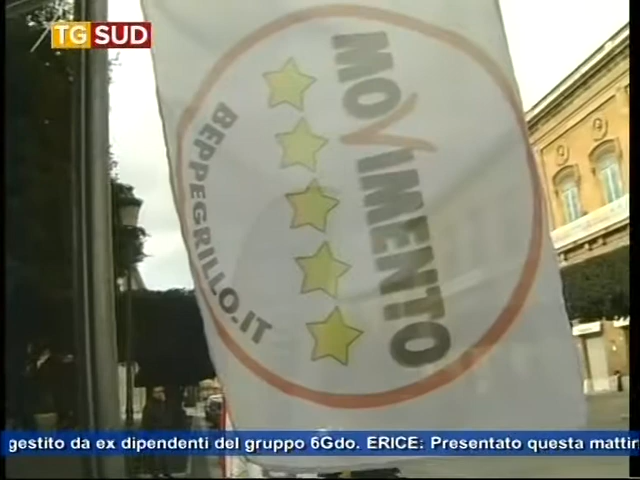 TG SUD
MOVIMENTO
BEPPEGRILLO.IT
gestito da ex dipendenti del gruppo 6Gdo. ERICE: Presentato questa mattin